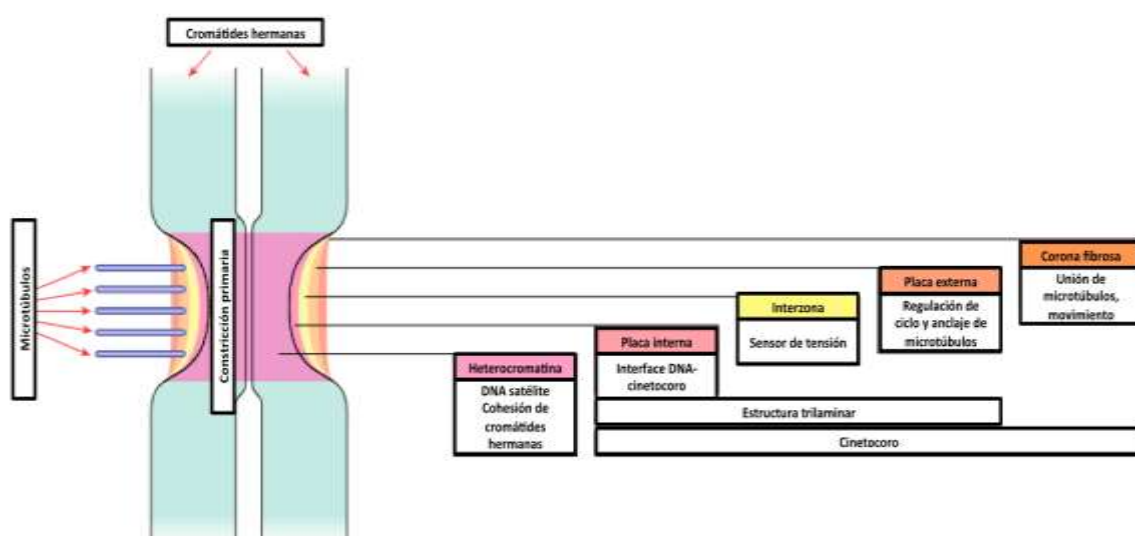 Cromátides hermanas
Microtúbulos
Constricción primaria
Corona fibrosa
Unión de
microtúbulos,
movimiento
Placa externa
Regulación de
ciclo y anclaje de
microtúbulos
Interzona
Sensor de tensión
Placa interna
Interface DNA-
cinetocoro
Heterocromatina
DNA satélite
Cohesión de
cromátides
hermanas
Estructura trilaminar
Cinetocoro